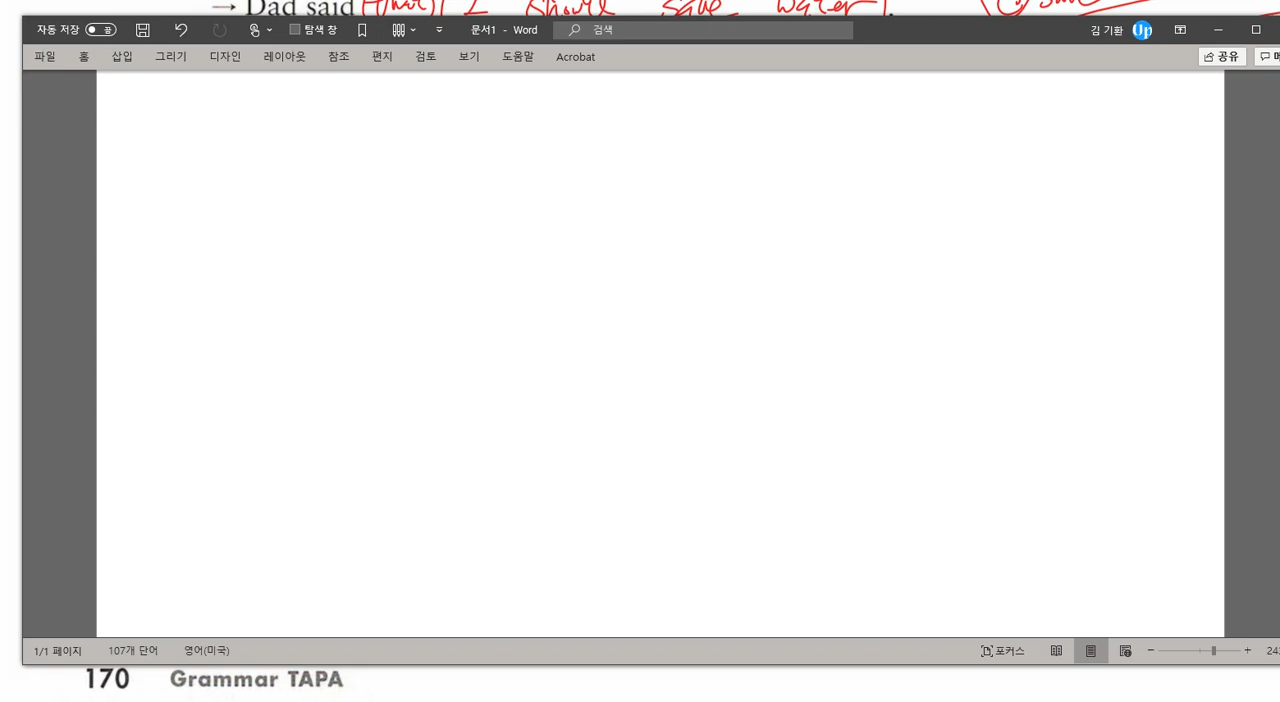 → Dad said (that) I should save water.
자동 저장 끔 탐색 창 문서1 - Word 검색 김 기환 Up
파일 홈 삽입 그리기 디자인 레이아웃 참조 편지 검토 보기 도움말 Acrobat 공유
1/1 페이지 107개 단어 영어(미국) 포커스 − +
170 Grammar TAPA